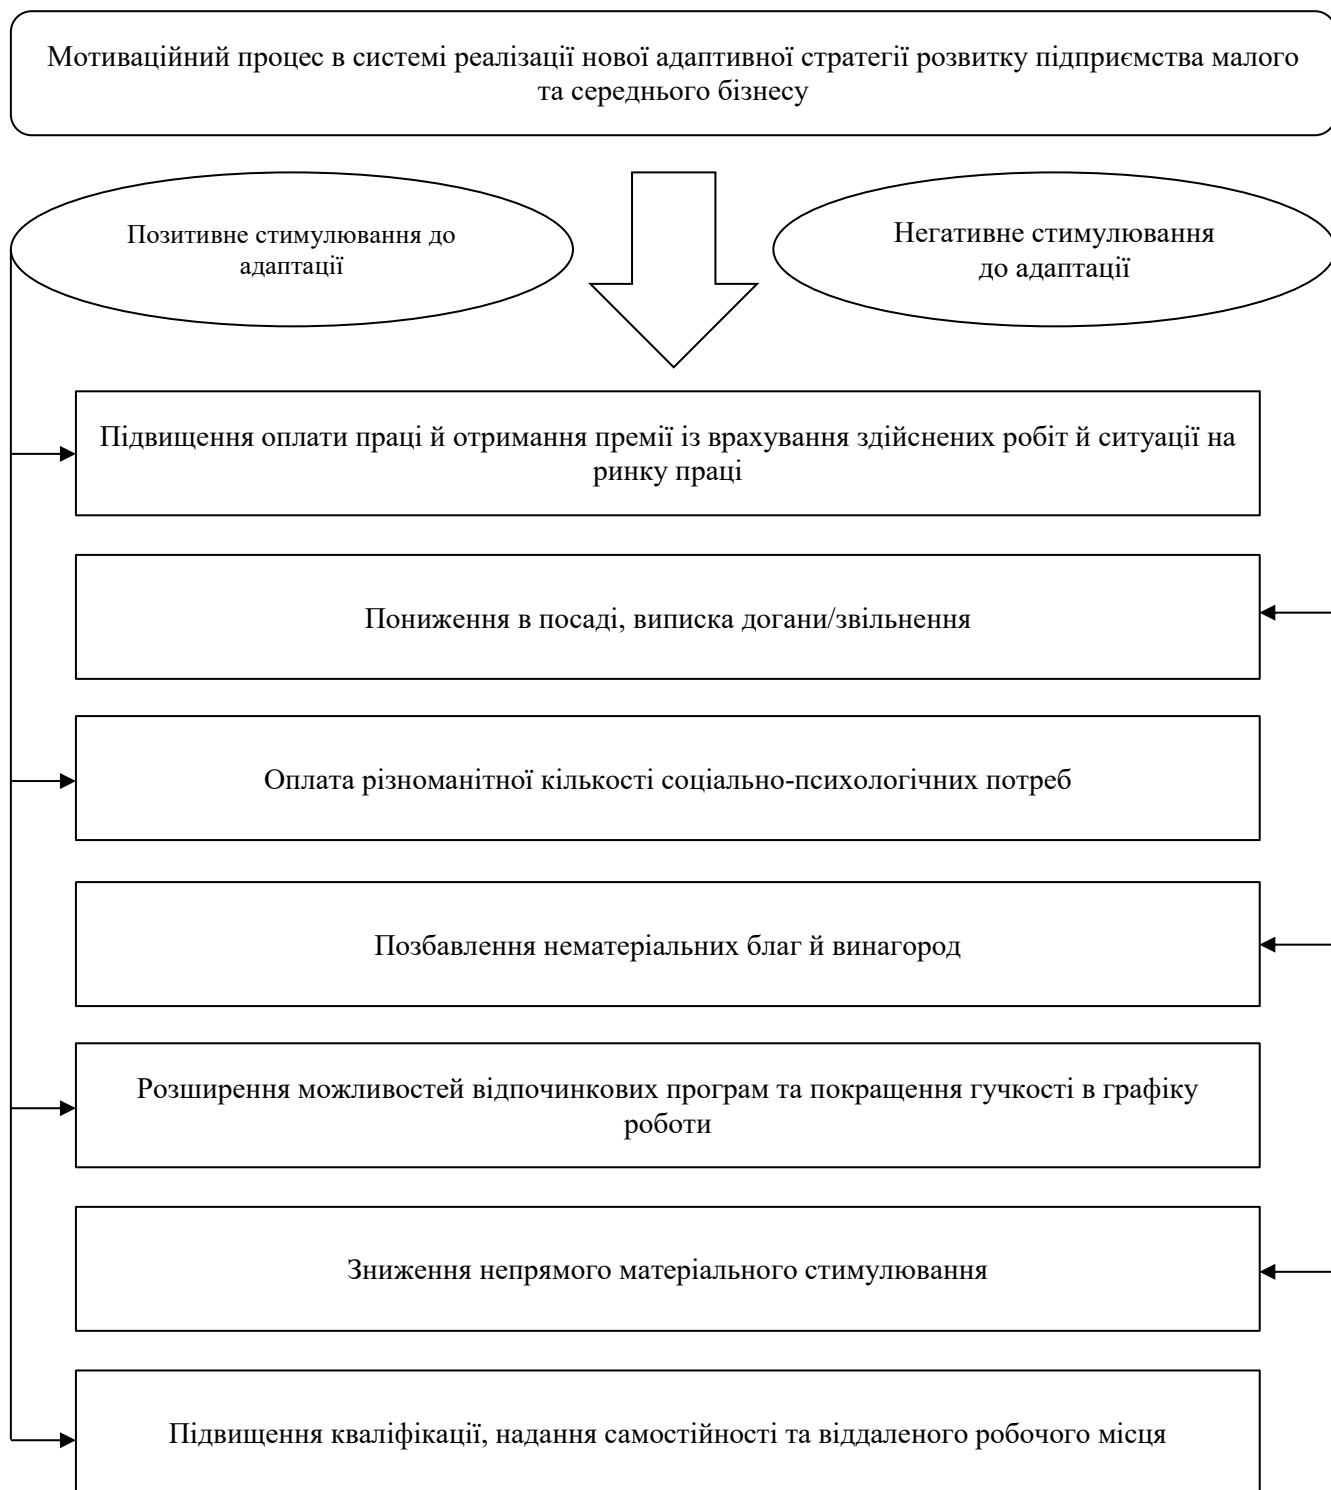 Мотиваційний процес в системі реалізації нової адаптивної стратегії розвитку підприємства малого
та середнього бізнесу
Позитивне стимулювання до
адаптації
Негативне стимулювання
до адаптації
Підвищення оплати праці й отримання премії із врахування здійснених робіт й ситуації на
ринку праці
Пониження в посаді, виписка догани/звільнення
Оплата різноманітної кількості соціально-психологічних потреб
Позбавлення нематеріальних благ й винагород
Розширення можливостей відпочинкових програм та покращення гучкості в графіку
роботи
Зниження непрямого матеріального стимулювання
Підвищення кваліфікації, надання самостійності та віддаленого робочого місця